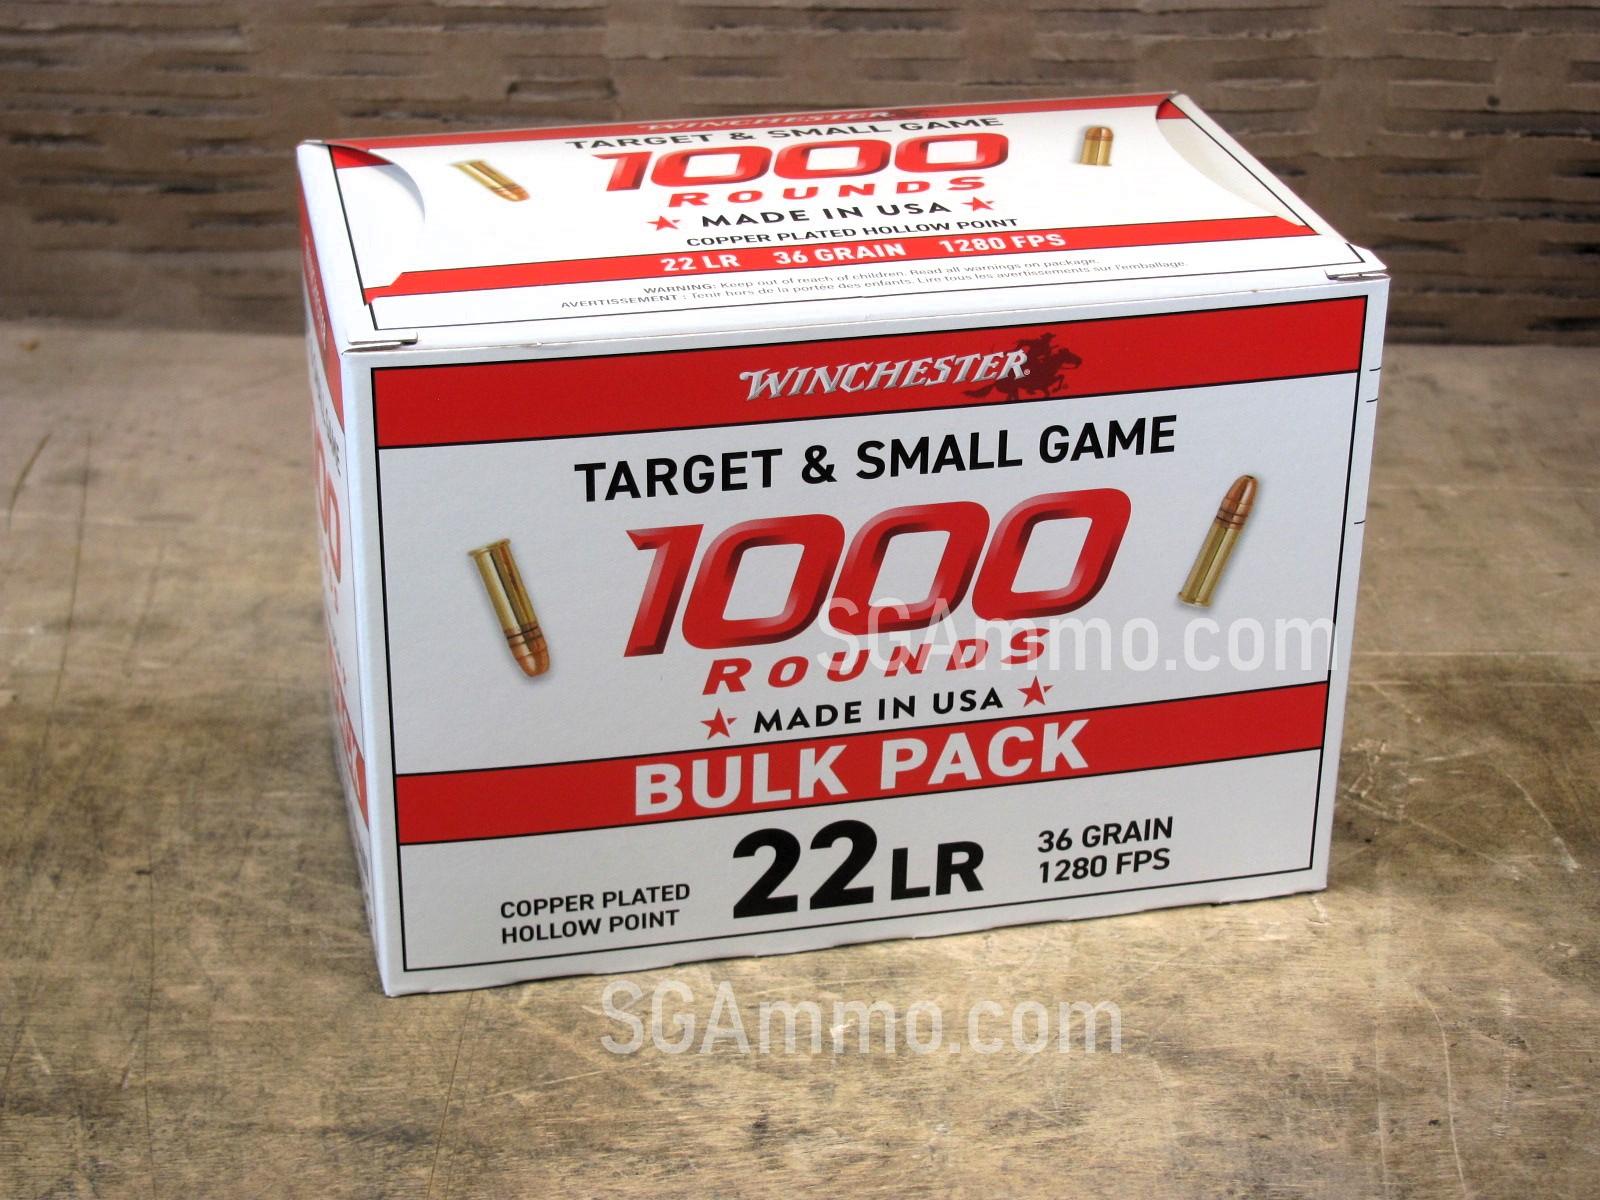 WINCHESTER
TARGET & SMALL GAME
1000
ROUNDS
MADE IN USA
COPPER PLATED HOLLOW POINT
22 LR 36 GRAIN 1280 FPS
WARNING: Keep out of reach of children. Read all warnings on package.
AVERTISSEMENT : Tenir hors de la portée des enfants. Lire tous les avertissements sur l'emballage.
WINCHESTER®
TARGET & SMALL GAME
1000
ROUNDS
SGAmmo.com
MADE IN USA
BULK PACK
22 LR
36 GRAIN
1280 FPS
COPPER PLATED
HOLLOW POINT
SGAmmo.com